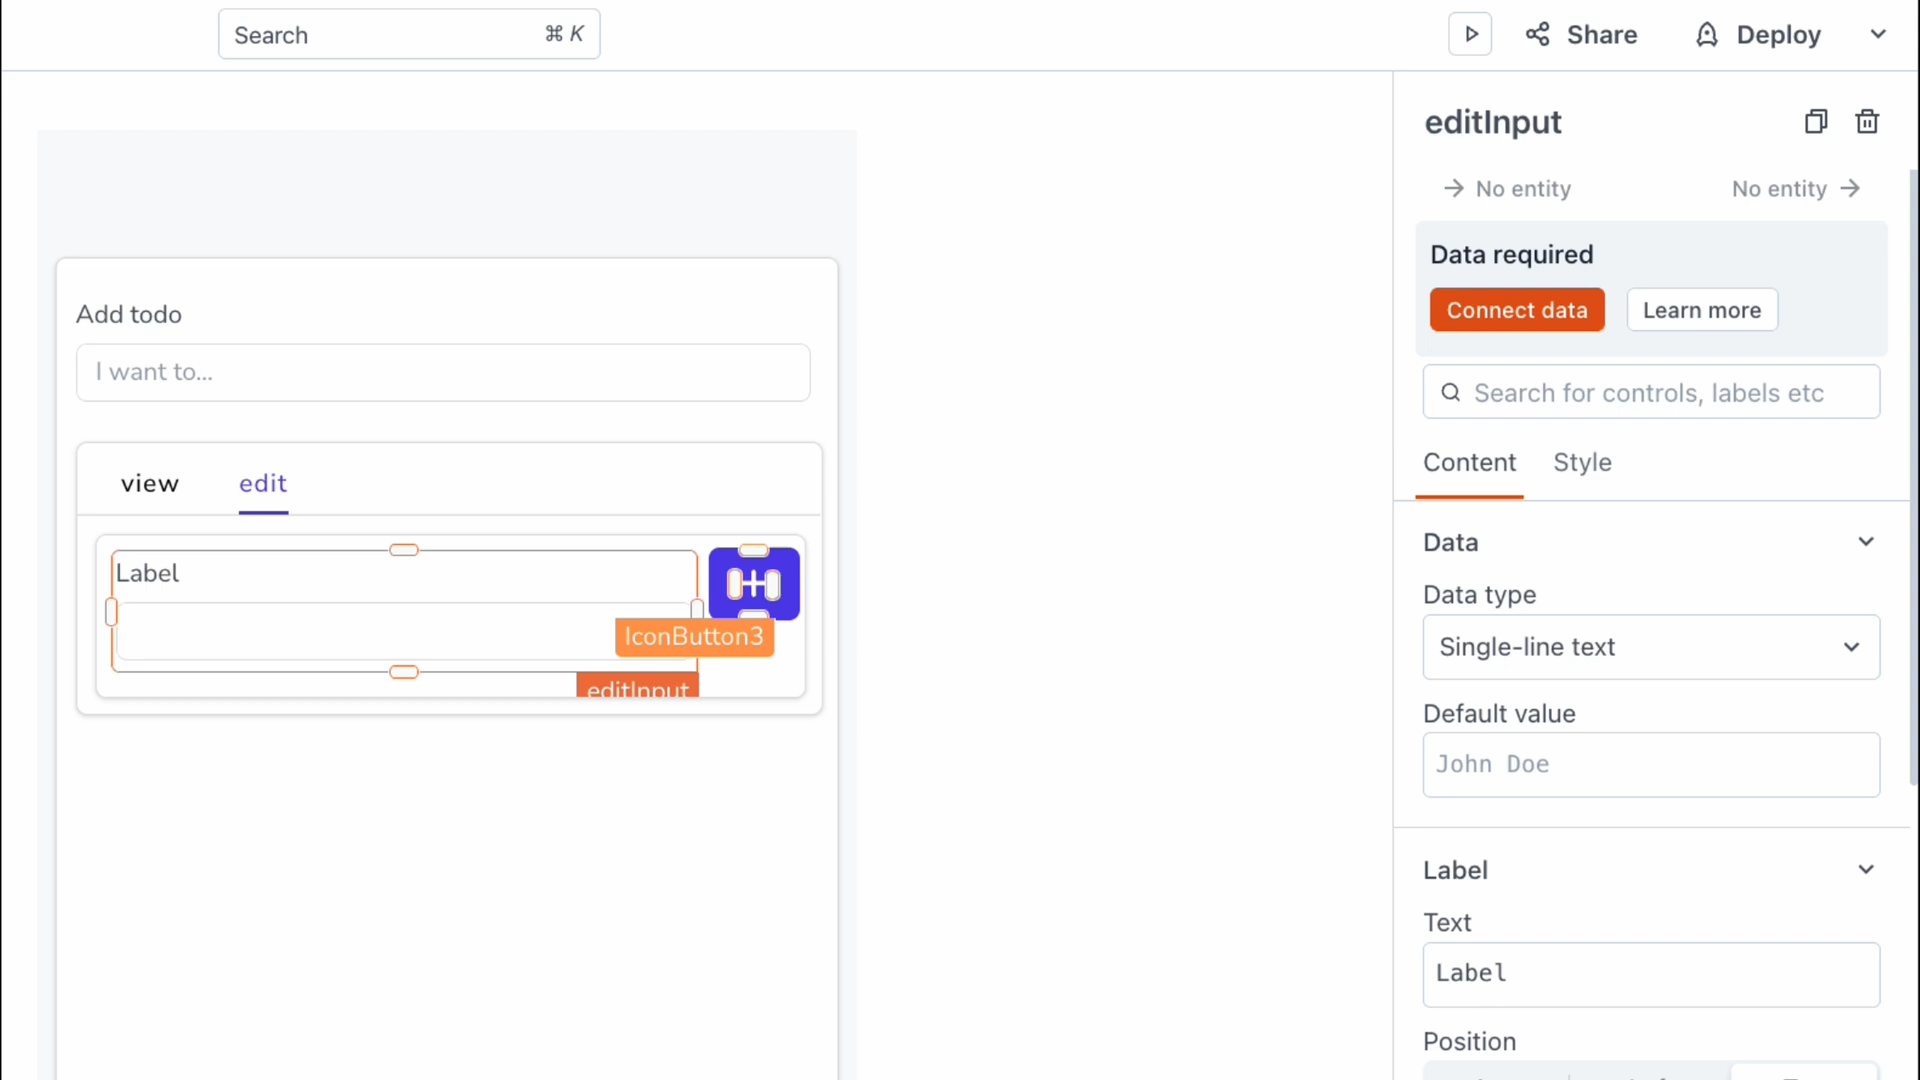 Search ⌘ K
Share
Deploy
editInput
No entity
No entity
Data required
Connect data
Learn more
Search for controls, labels etc
Content
Style
Data
Data type
Single-line text
Default value
John Doe
Label
Text
Label
Position
Add todo
I want to...
view
edit
Label
IconButton3
editInput